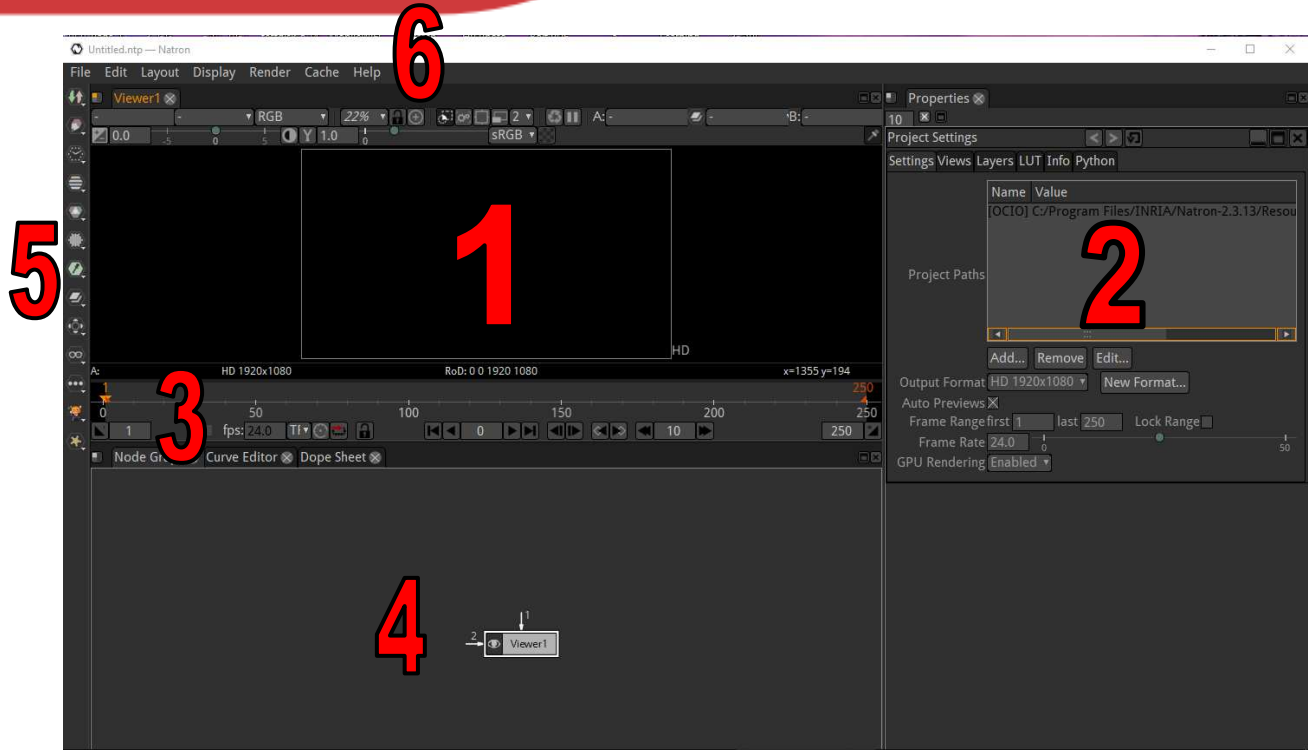 6
Untitled.ntp — Natron
File Edit Layout Display Render Cache Help
Viewer1
Properties
- - RGB 22% 2 A: - - B: -
10
0.0 -5 0 5 Y 1.0 0 sRGB
Project Settings
Settings Views Layers LUT Info Python
Name Value
[OCIO] C:/Program Files/INRIA/Natron-2.3.13/Resou
1
2
5
Project Paths
HD
Add... Remove Edit...
A: HD 1920x1080 RoD: 0 0 1920 1080 x=1355 y=194
Output Format HD 1920x1080 New Format...
1 250
3
Auto Previews
0 50 100 150 200 250
Frame Range first 1 last 250 Lock Range
1 fps: 24.0 0 10 250
Frame Rate 24.0 0 50
Curve Editor Dope Sheet
GPU Rendering Enabled
4
1
2 Viewer1